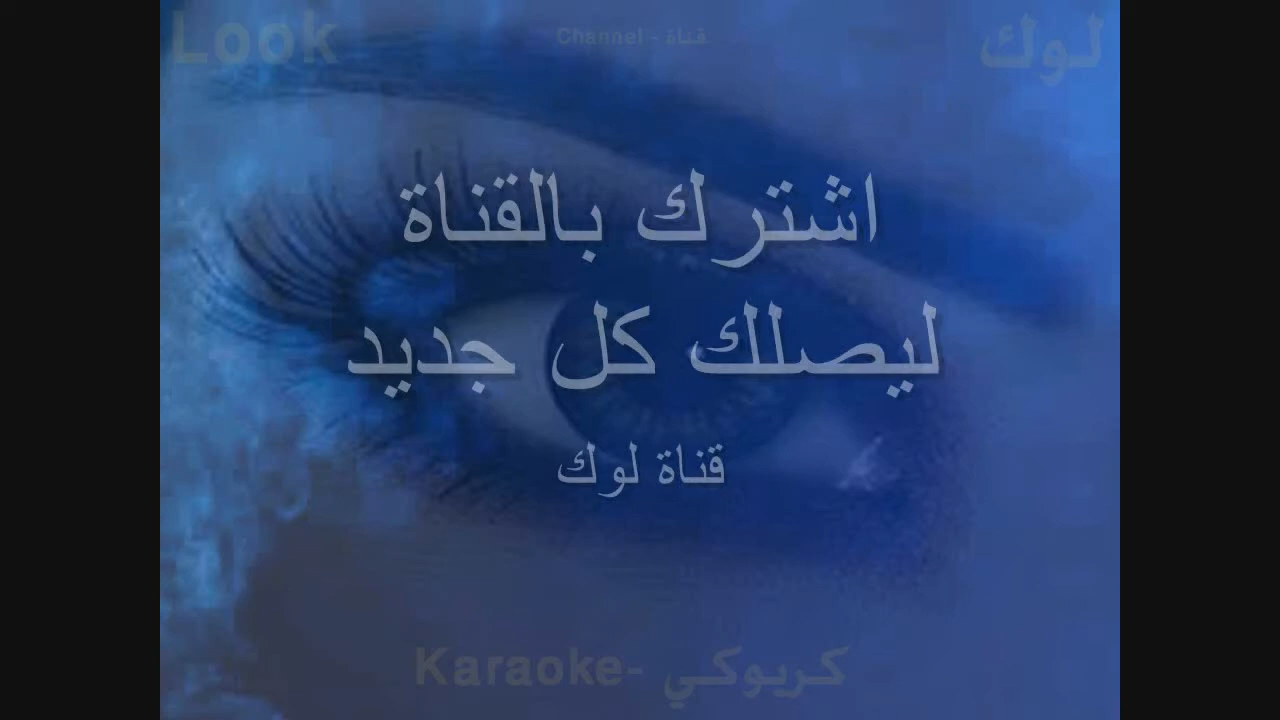 Look
Channel - قناة
لوك
اشترك بالقناة
ليصلك كل جديد
قناة لوك
Karaoke- كريوكي